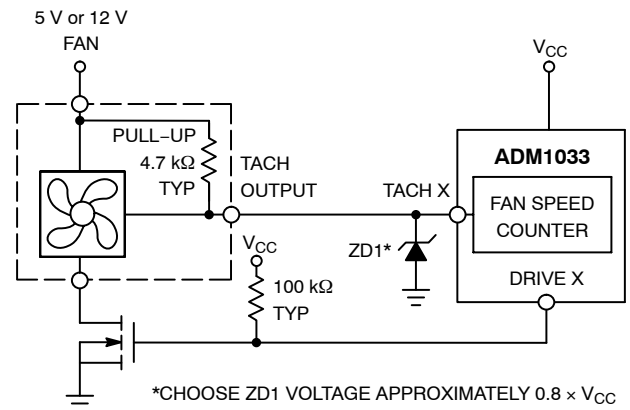 5 V or 12 V
FAN
V_CC
PULL–UP
4.7 kΩ
TYP
TACH
OUTPUT
TACH X
ADM1033
FAN SPEED
COUNTER
ZD1*
V_CC
100 kΩ
TYP
DRIVE X
*CHOOSE ZD1 VOLTAGE APPROXIMATELY 0.8 × V_CC